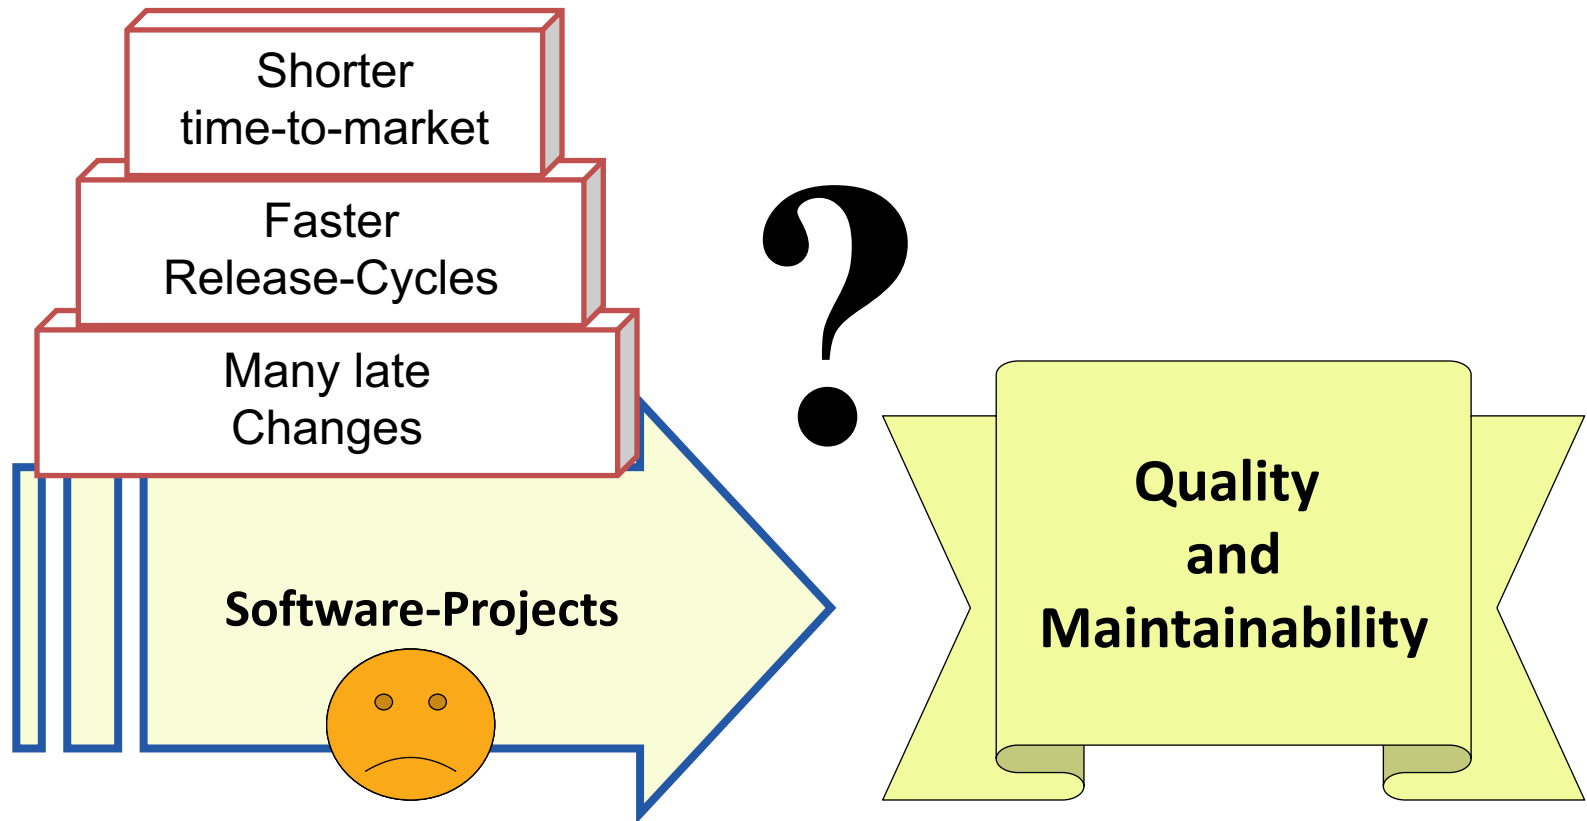 Shorter
time-to-market
Faster
Release-Cycles
Many late
Changes
?
Software-Projects
Quality
and
Maintainability